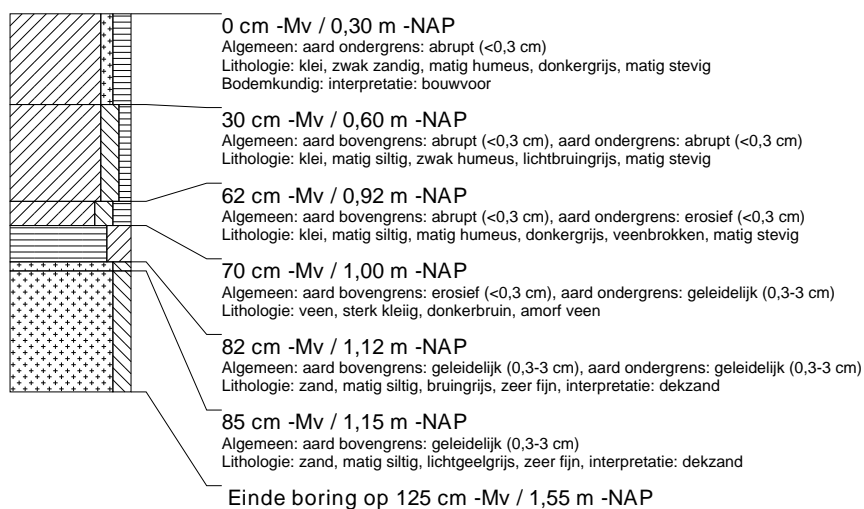 0 cm -Mv / 0,30 m -NAP
Algemeen: aard ondergrens: abrupt (<0,3 cm)
Lithologie: klei, zwak zandig, matig humeus, donkergrijs, matig stevig
Bodemkundig: interpretatie: bouwvoor
30 cm -Mv / 0,60 m -NAP
Algemeen: aard bovengrens: abrupt (<0,3 cm), aard ondergrens: abrupt (<0,3 cm)
Lithologie: klei, matig siltig, zwak humeus, lichtbruingrijs, matig stevig
62 cm -Mv / 0,92 m -NAP
Algemeen: aard bovengrens: abrupt (<0,3 cm), aard ondergrens: erosief (<0,3 cm)
Lithologie: klei, matig siltig, matig humeus, donkergrijs, veenbrokken, matig stevig
70 cm -Mv / 1,00 m -NAP
Algemeen: aard bovengrens: erosief (<0,3 cm), aard ondergrens: geleidelijk (0,3-3 cm)
Lithologie: veen, sterk kleiig, donkerbruin, amorf veen
82 cm -Mv / 1,12 m -NAP
Algemeen: aard bovengrens: geleidelijk (0,3-3 cm), aard ondergrens: geleidelijk (0,3-3 cm)
Lithologie: zand, matig siltig, bruingrijs, zeer fijn, interpretatie: dekzand
85 cm -Mv / 1,15 m -NAP
Algemeen: aard bovengrens: geleidelijk (0,3-3 cm)
Lithologie: zand, matig siltig, lichtgeelgrijs, zeer fijn, interpretatie: dekzand
Einde boring op 125 cm -Mv / 1,55 m -NAP